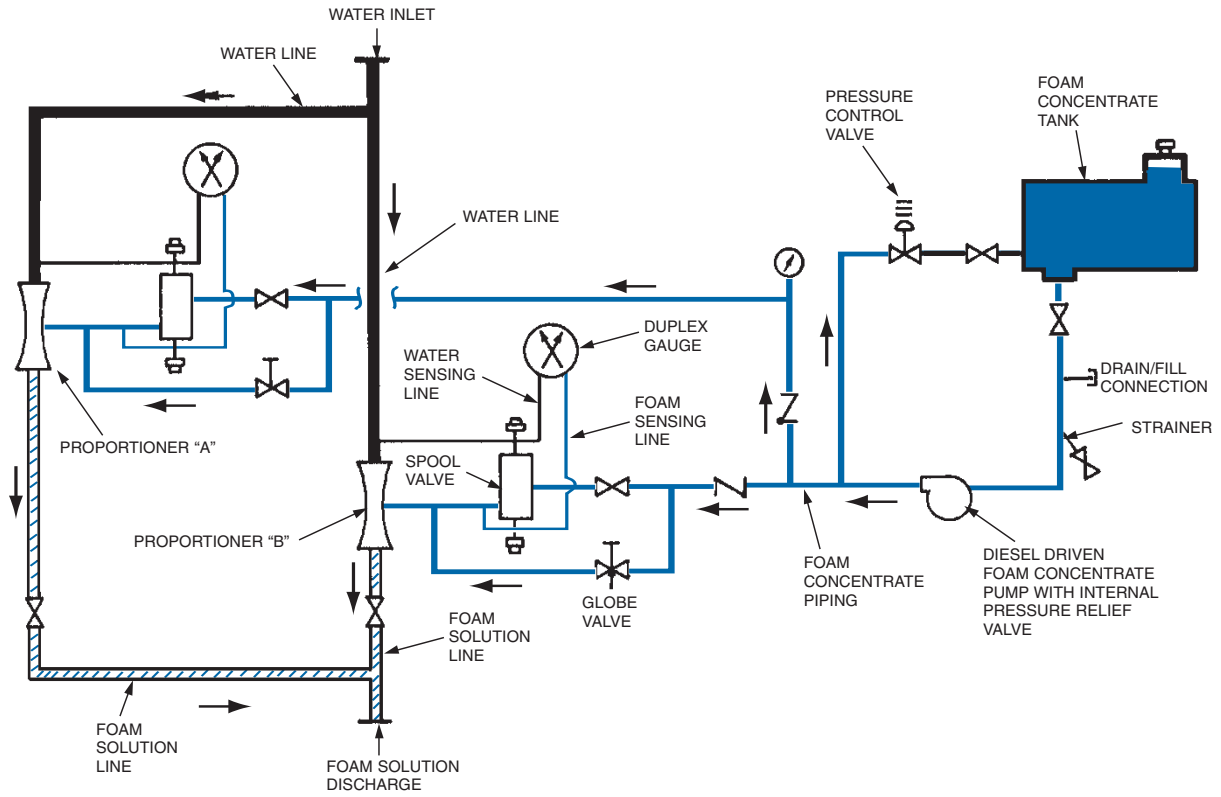 WATER INLET
WATER LINE
PRESSURE
CONTROL
VALVE
FOAM
CONCENTRATE
TANK
WATER LINE
DUPLEX
GAUGE
WATER
SENSING
LINE
FOAM
SENSING
LINE
DRAIN/FILL
CONNECTION
STRAINER
PROPORTIONER “A”
SPOOL
VALVE
PROPORTIONER “B”
GLOBE
VALVE
FOAM
CONCENTRATE
PIPING
DIESEL DRIVEN
FOAM CONCENTRATE
PUMP WITH INTERNAL
PRESSURE RELIEF
VALVE
FOAM
SOLUTION
LINE
FOAM
SOLUTION
LINE
FOAM SOLUTION
DISCHARGE